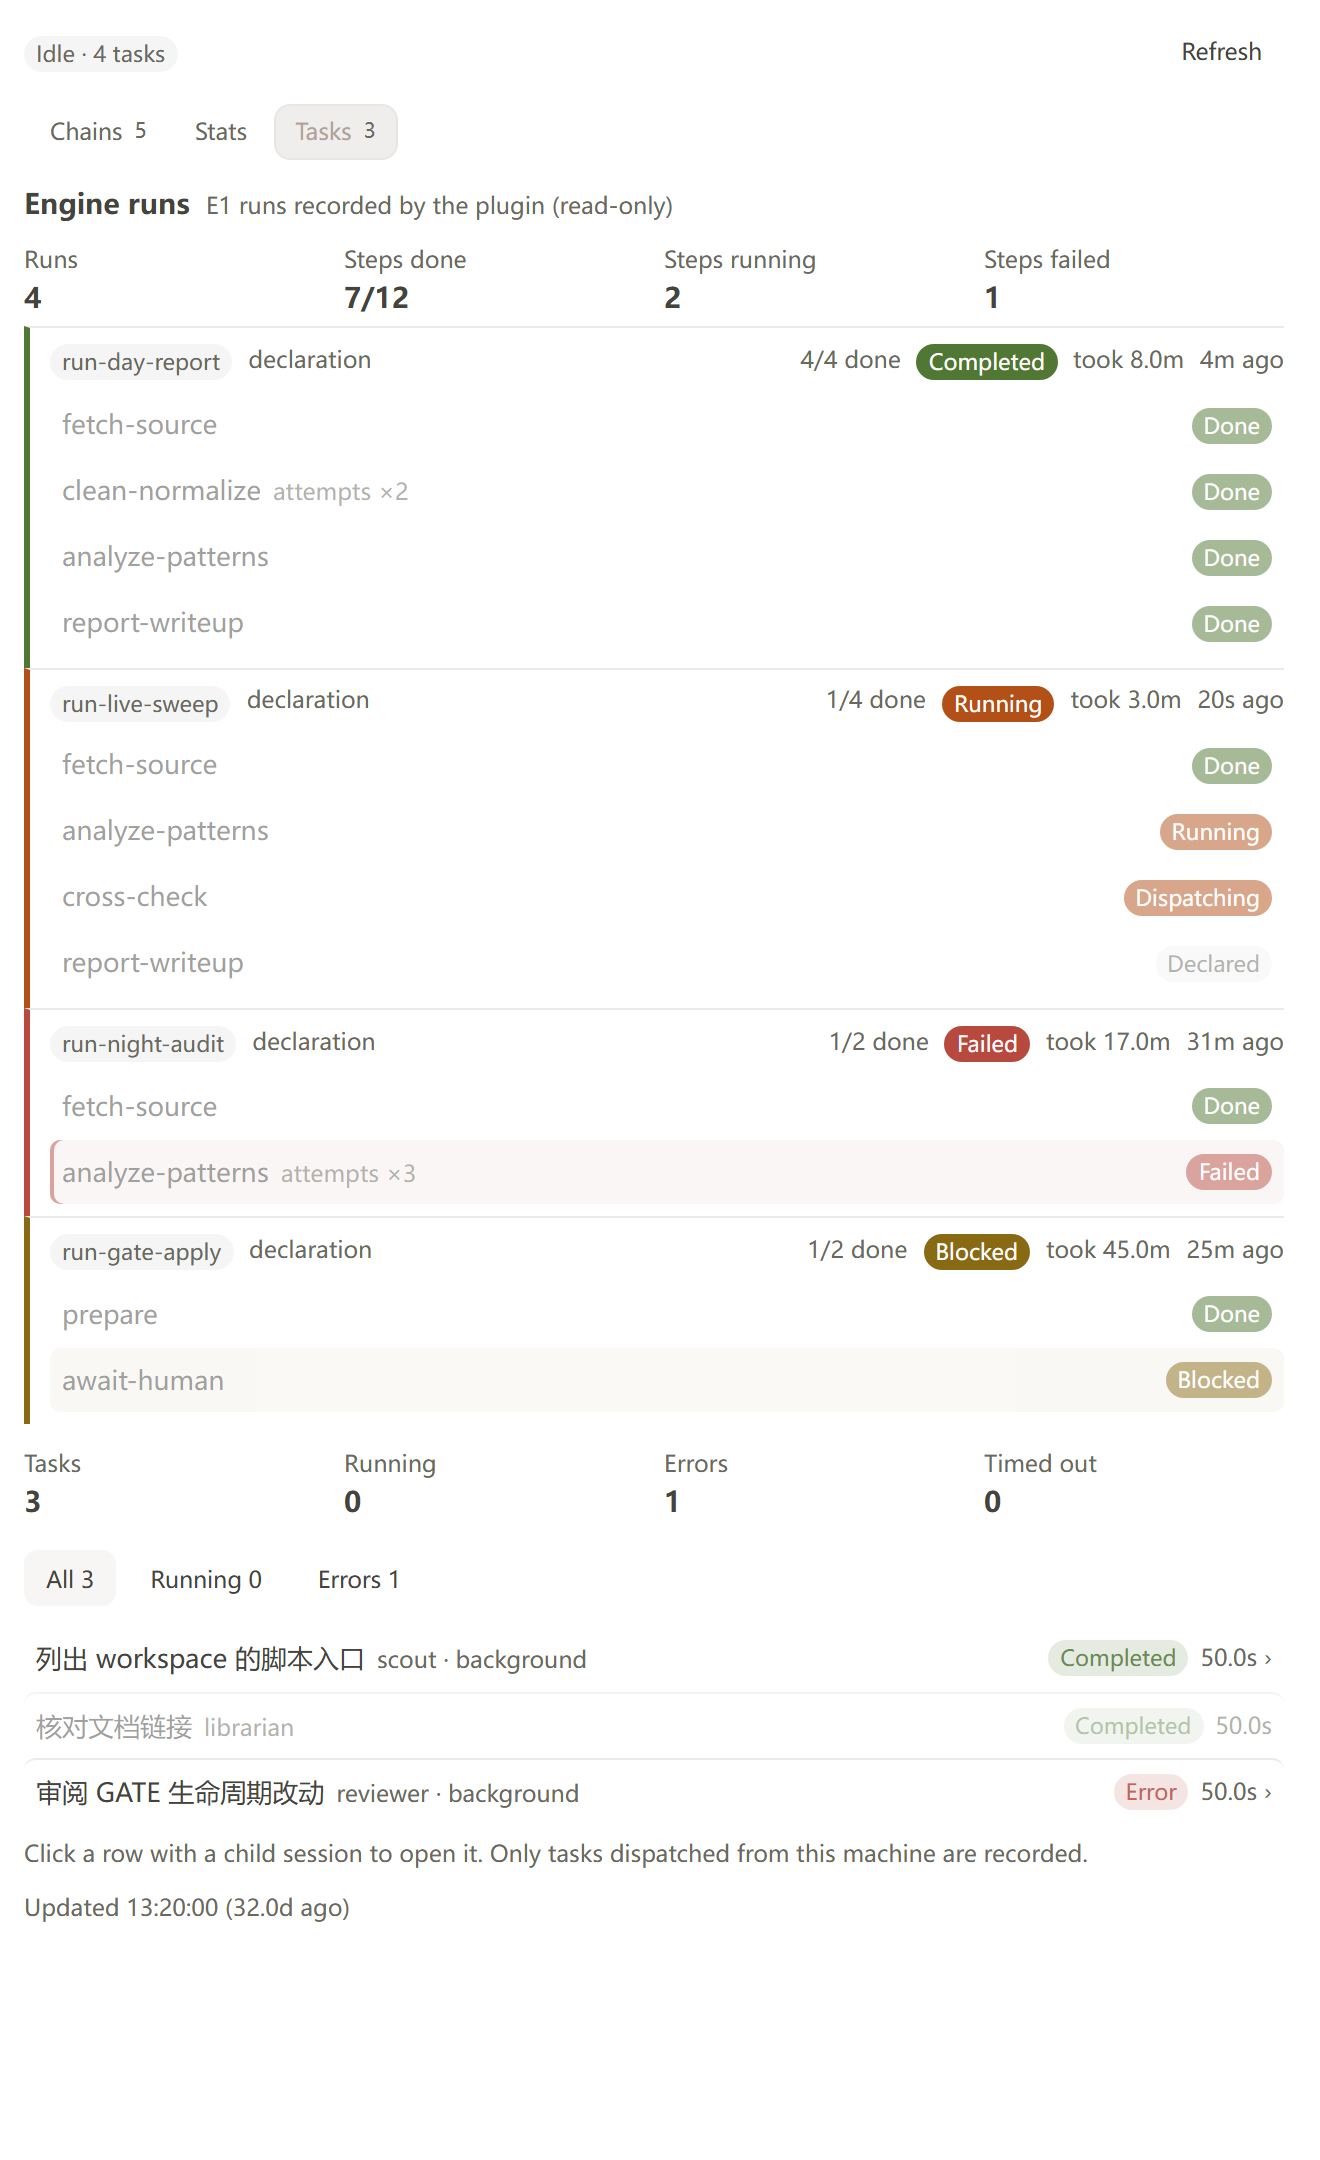 Idle · 4 tasks
Refresh
Chains 5 Stats Tasks 3
Engine runs E1 runs recorded by the plugin (read-only)
Runs Steps done Steps running Steps failed
4 7/12 2 1
run-day-report declaration 4/4 done Completed took 8.0m 4m ago
fetch-source Done
clean-normalize attempts ×2 Done
analyze-patterns Done
report-writeup Done
run-live-sweep declaration 1/4 done Running took 3.0m 20s ago
fetch-source Done
analyze-patterns Running
cross-check Dispatching
report-writeup Declared
run-night-audit declaration 1/2 done Failed took 17.0m 31m ago
fetch-source Done
analyze-patterns attempts ×3 Failed
run-gate-apply declaration 1/2 done Blocked took 45.0m 25m ago
prepare Done
await-human Blocked
Tasks Running Errors Timed out
3 0 1 0
All 3 Running 0 Errors 1
列出 workspace 的脚本入口 scout · background Completed 50.0s ›
核对文档链接 librarian Completed 50.0s
审阅 GATE 生命周期改动 reviewer · background Error 50.0s ›
Click a row with a child session to open it. Only tasks dispatched from this machine are recorded.
Updated 13:20:00 (32.0d ago)